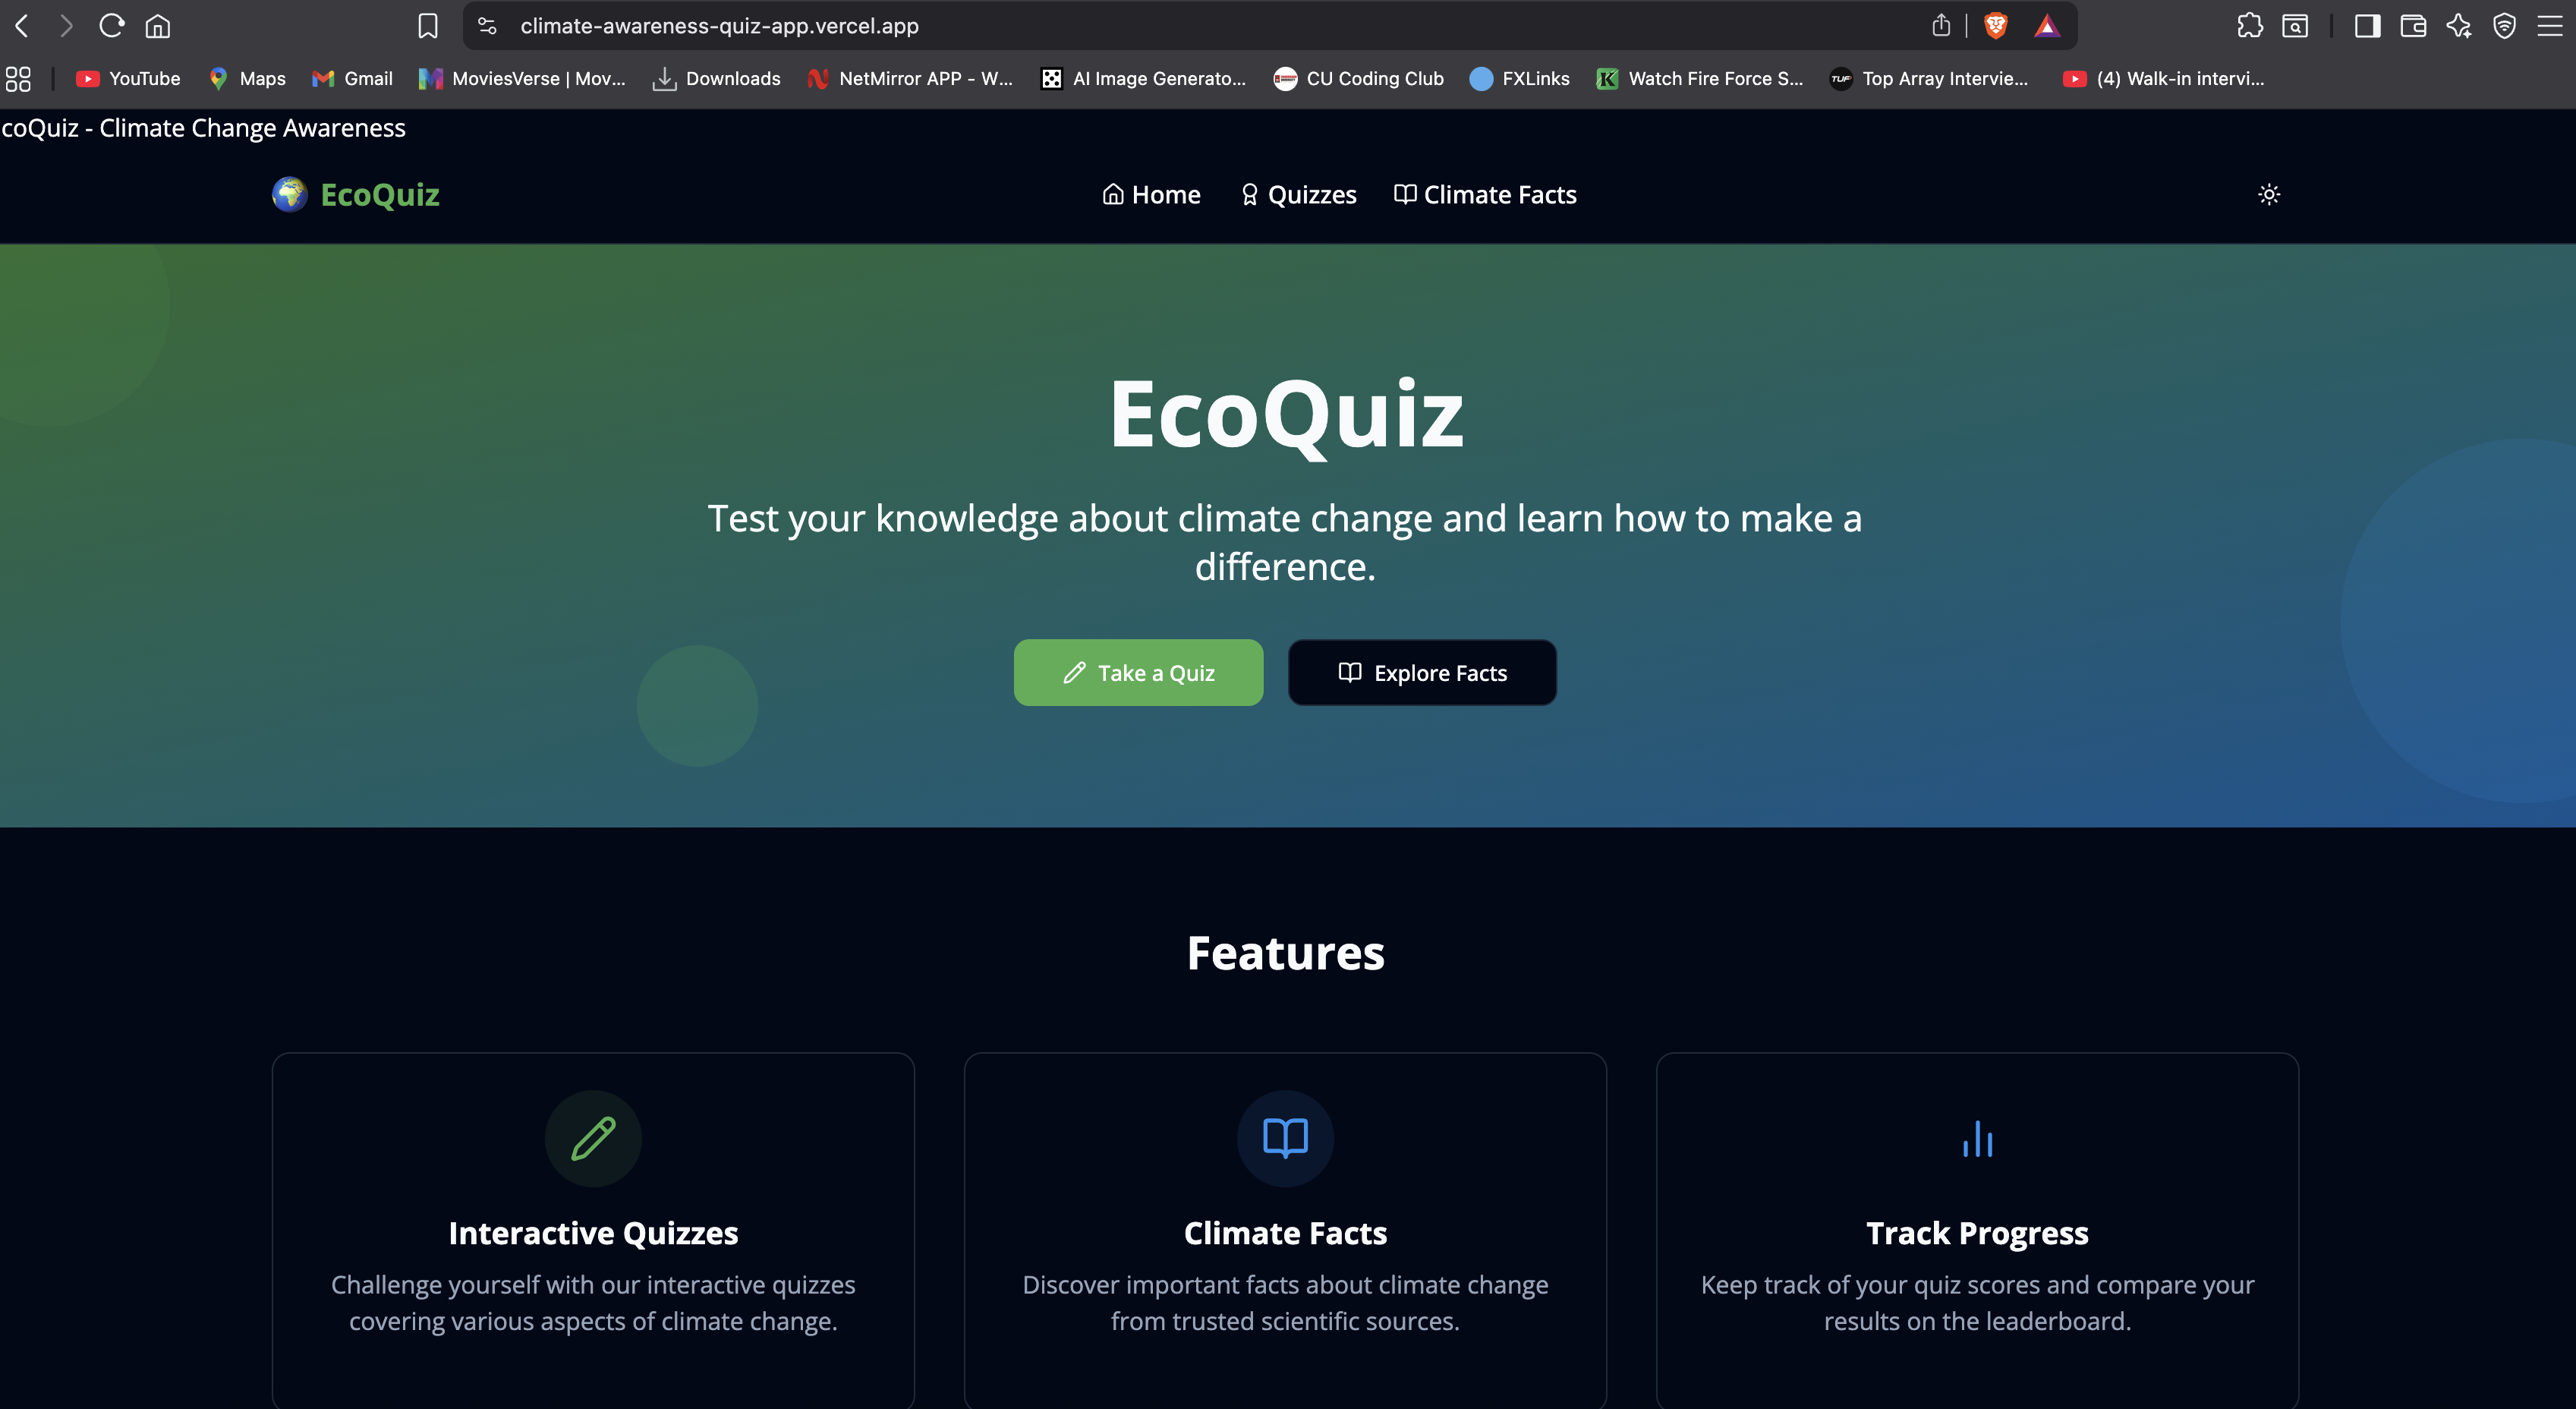 climate-awareness-quiz-app.vercel.app
YouTube Maps Gmail MoviesVerse | Mov... Downloads NetMirror APP - W... AI Image Generato... CU Coding Club FXLinks Watch Fire Force S... TUF Top Array Intervie... (4) Walk-in intervi...
coQuiz - Climate Change Awareness
EcoQuiz Home Quizzes Climate Facts
EcoQuiz
Test your knowledge about climate change and learn how to make a
difference.
Take a Quiz Explore Facts
Features
Interactive Quizzes
Challenge yourself with our interactive quizzes
covering various aspects of climate change.
Climate Facts
Discover important facts about climate change
from trusted scientific sources.
Track Progress
Keep track of your quiz scores and compare your
results on the leaderboard.